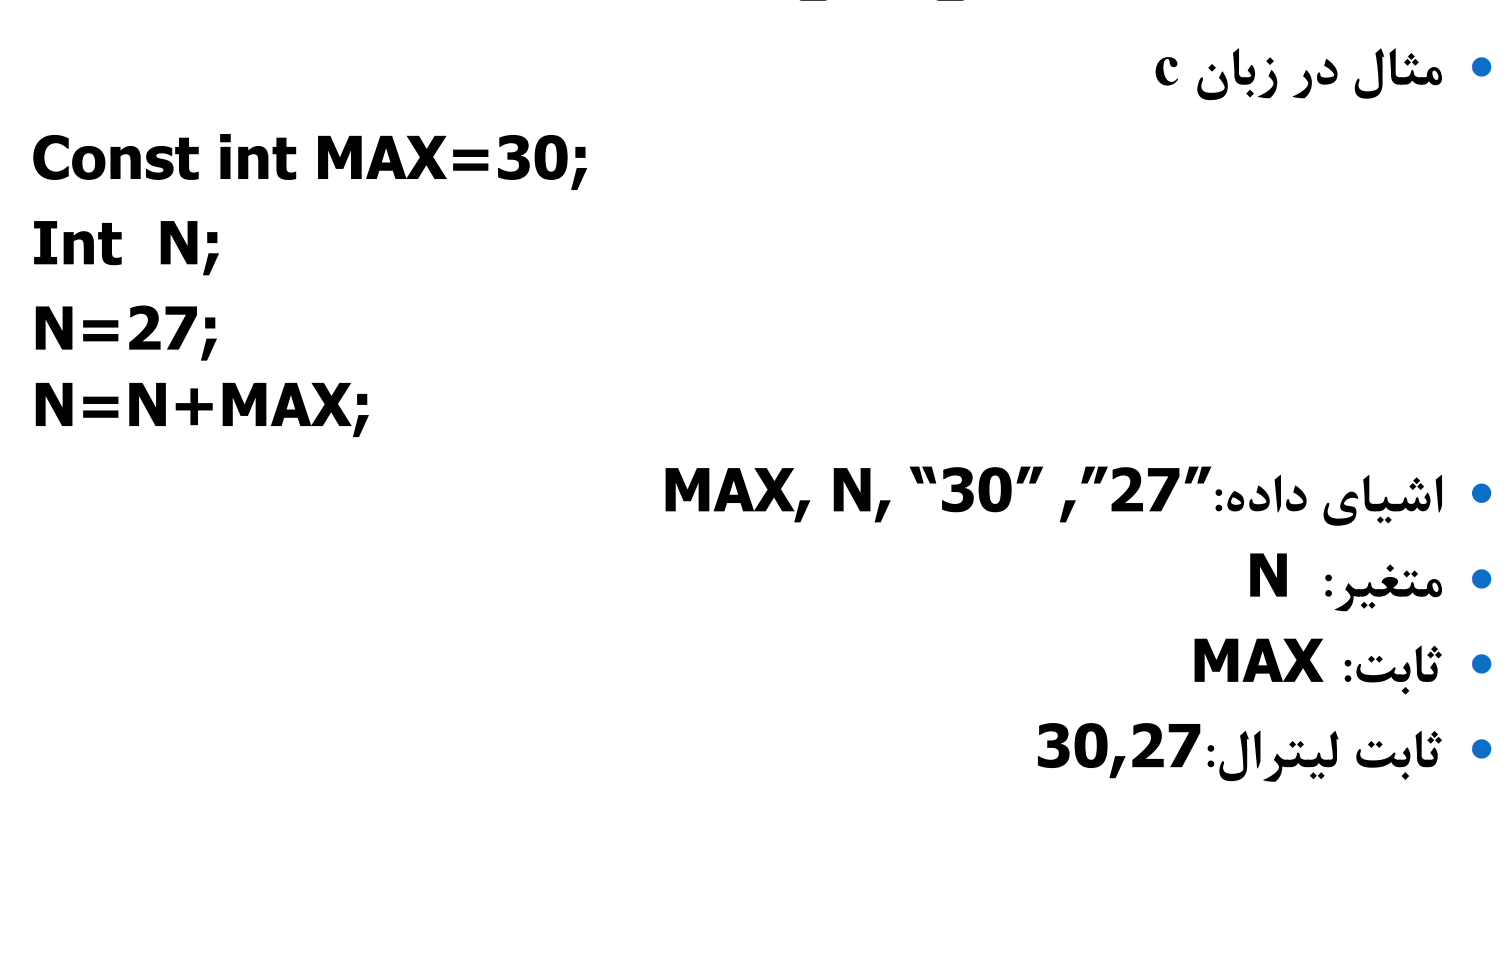 • مثال در زبان c
Const int MAX=30;
Int  N;
N=27;
N=N+MAX;
• اشیای داده:MAX, N, “30” ,”27”
• متغیر:  N
• ثابت: MAX
• ثابت لیترال:30,27